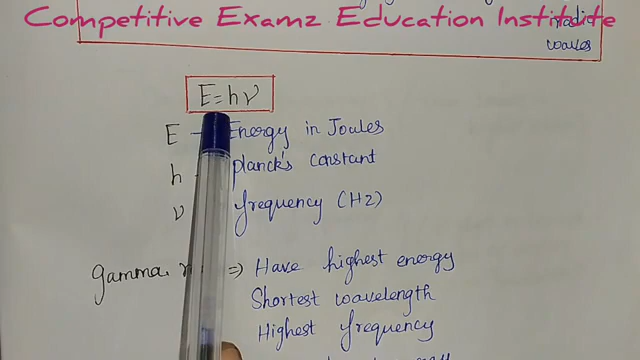 Competitive Examz Education Institute
radio
waves
E=hν
E → Energy in Joules
h planck's constant
ν frequency (Hz)
gamma. => Have highest energy
Shortest wavelength
Highest frequency